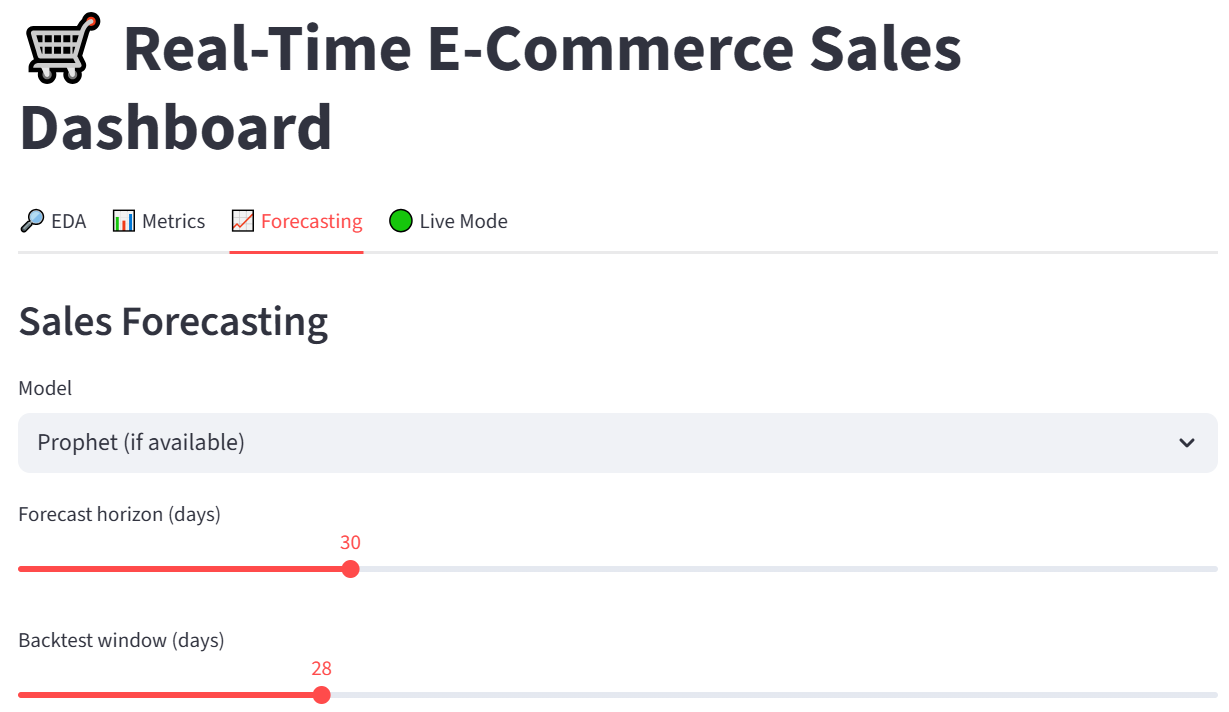 Real-Time E-Commerce Sales
Dashboard
EDA Metrics Forecasting Live Mode
Sales Forecasting
Model
Prophet (if available)
Forecast horizon (days)
30
Backtest window (days)
28